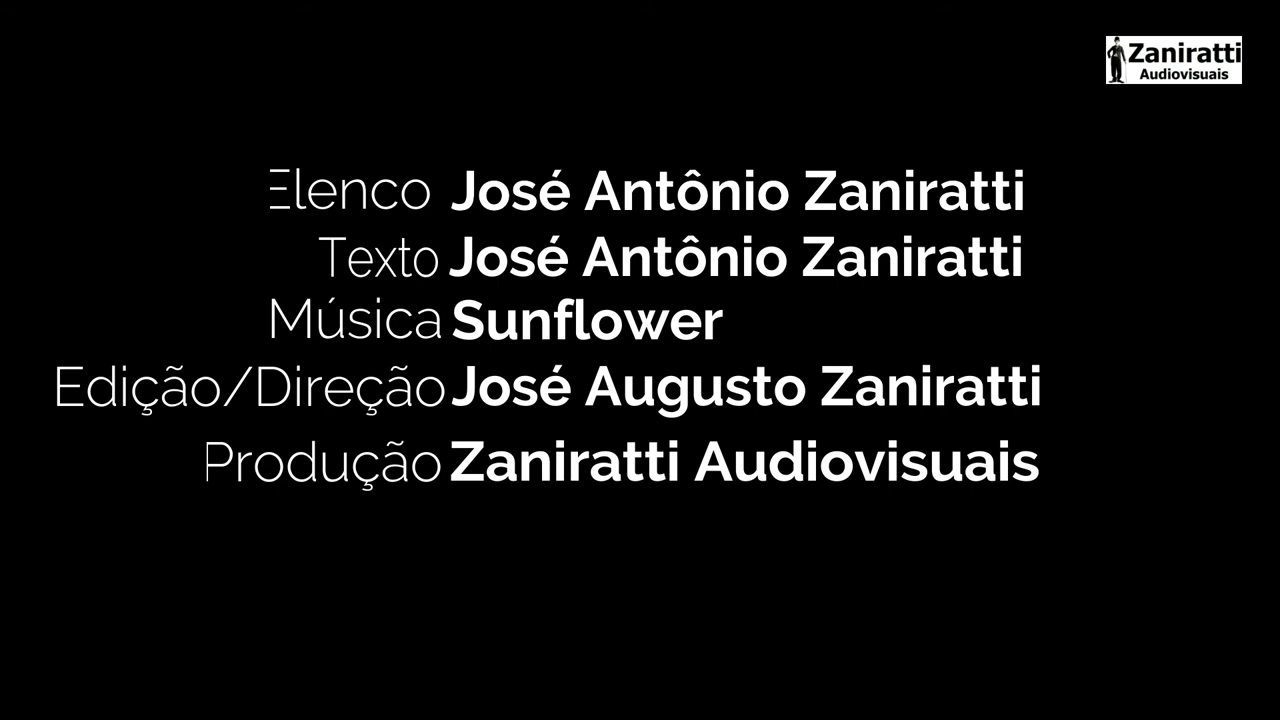 Zaniratti
Audiovisuais
Elenco José Antônio Zaniratti
Texto José Antônio Zaniratti
Música Sunflower
Edição/Direção José Augusto Zaniratti
Produção Zaniratti Audiovisuais